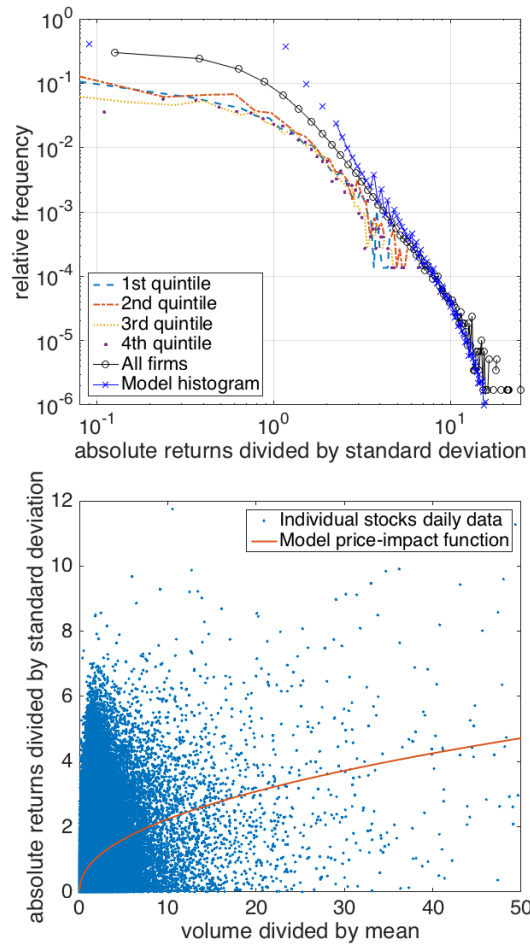 10^0
10^-1
10^-2
10^-3
10^-4
10^-5
10^-6
relative frequency
1st quintile
2nd quintile
3rd quintile
4th quintile
All firms
Model histogram
10^-1 10^0 10^1
absolute returns divided by standard deviation
12
10
8
6
4
2
0
absolute returns divided by standard deviation
Individual stocks daily data
Model price-impact function
0 10 20 30 40 50
volume divided by mean